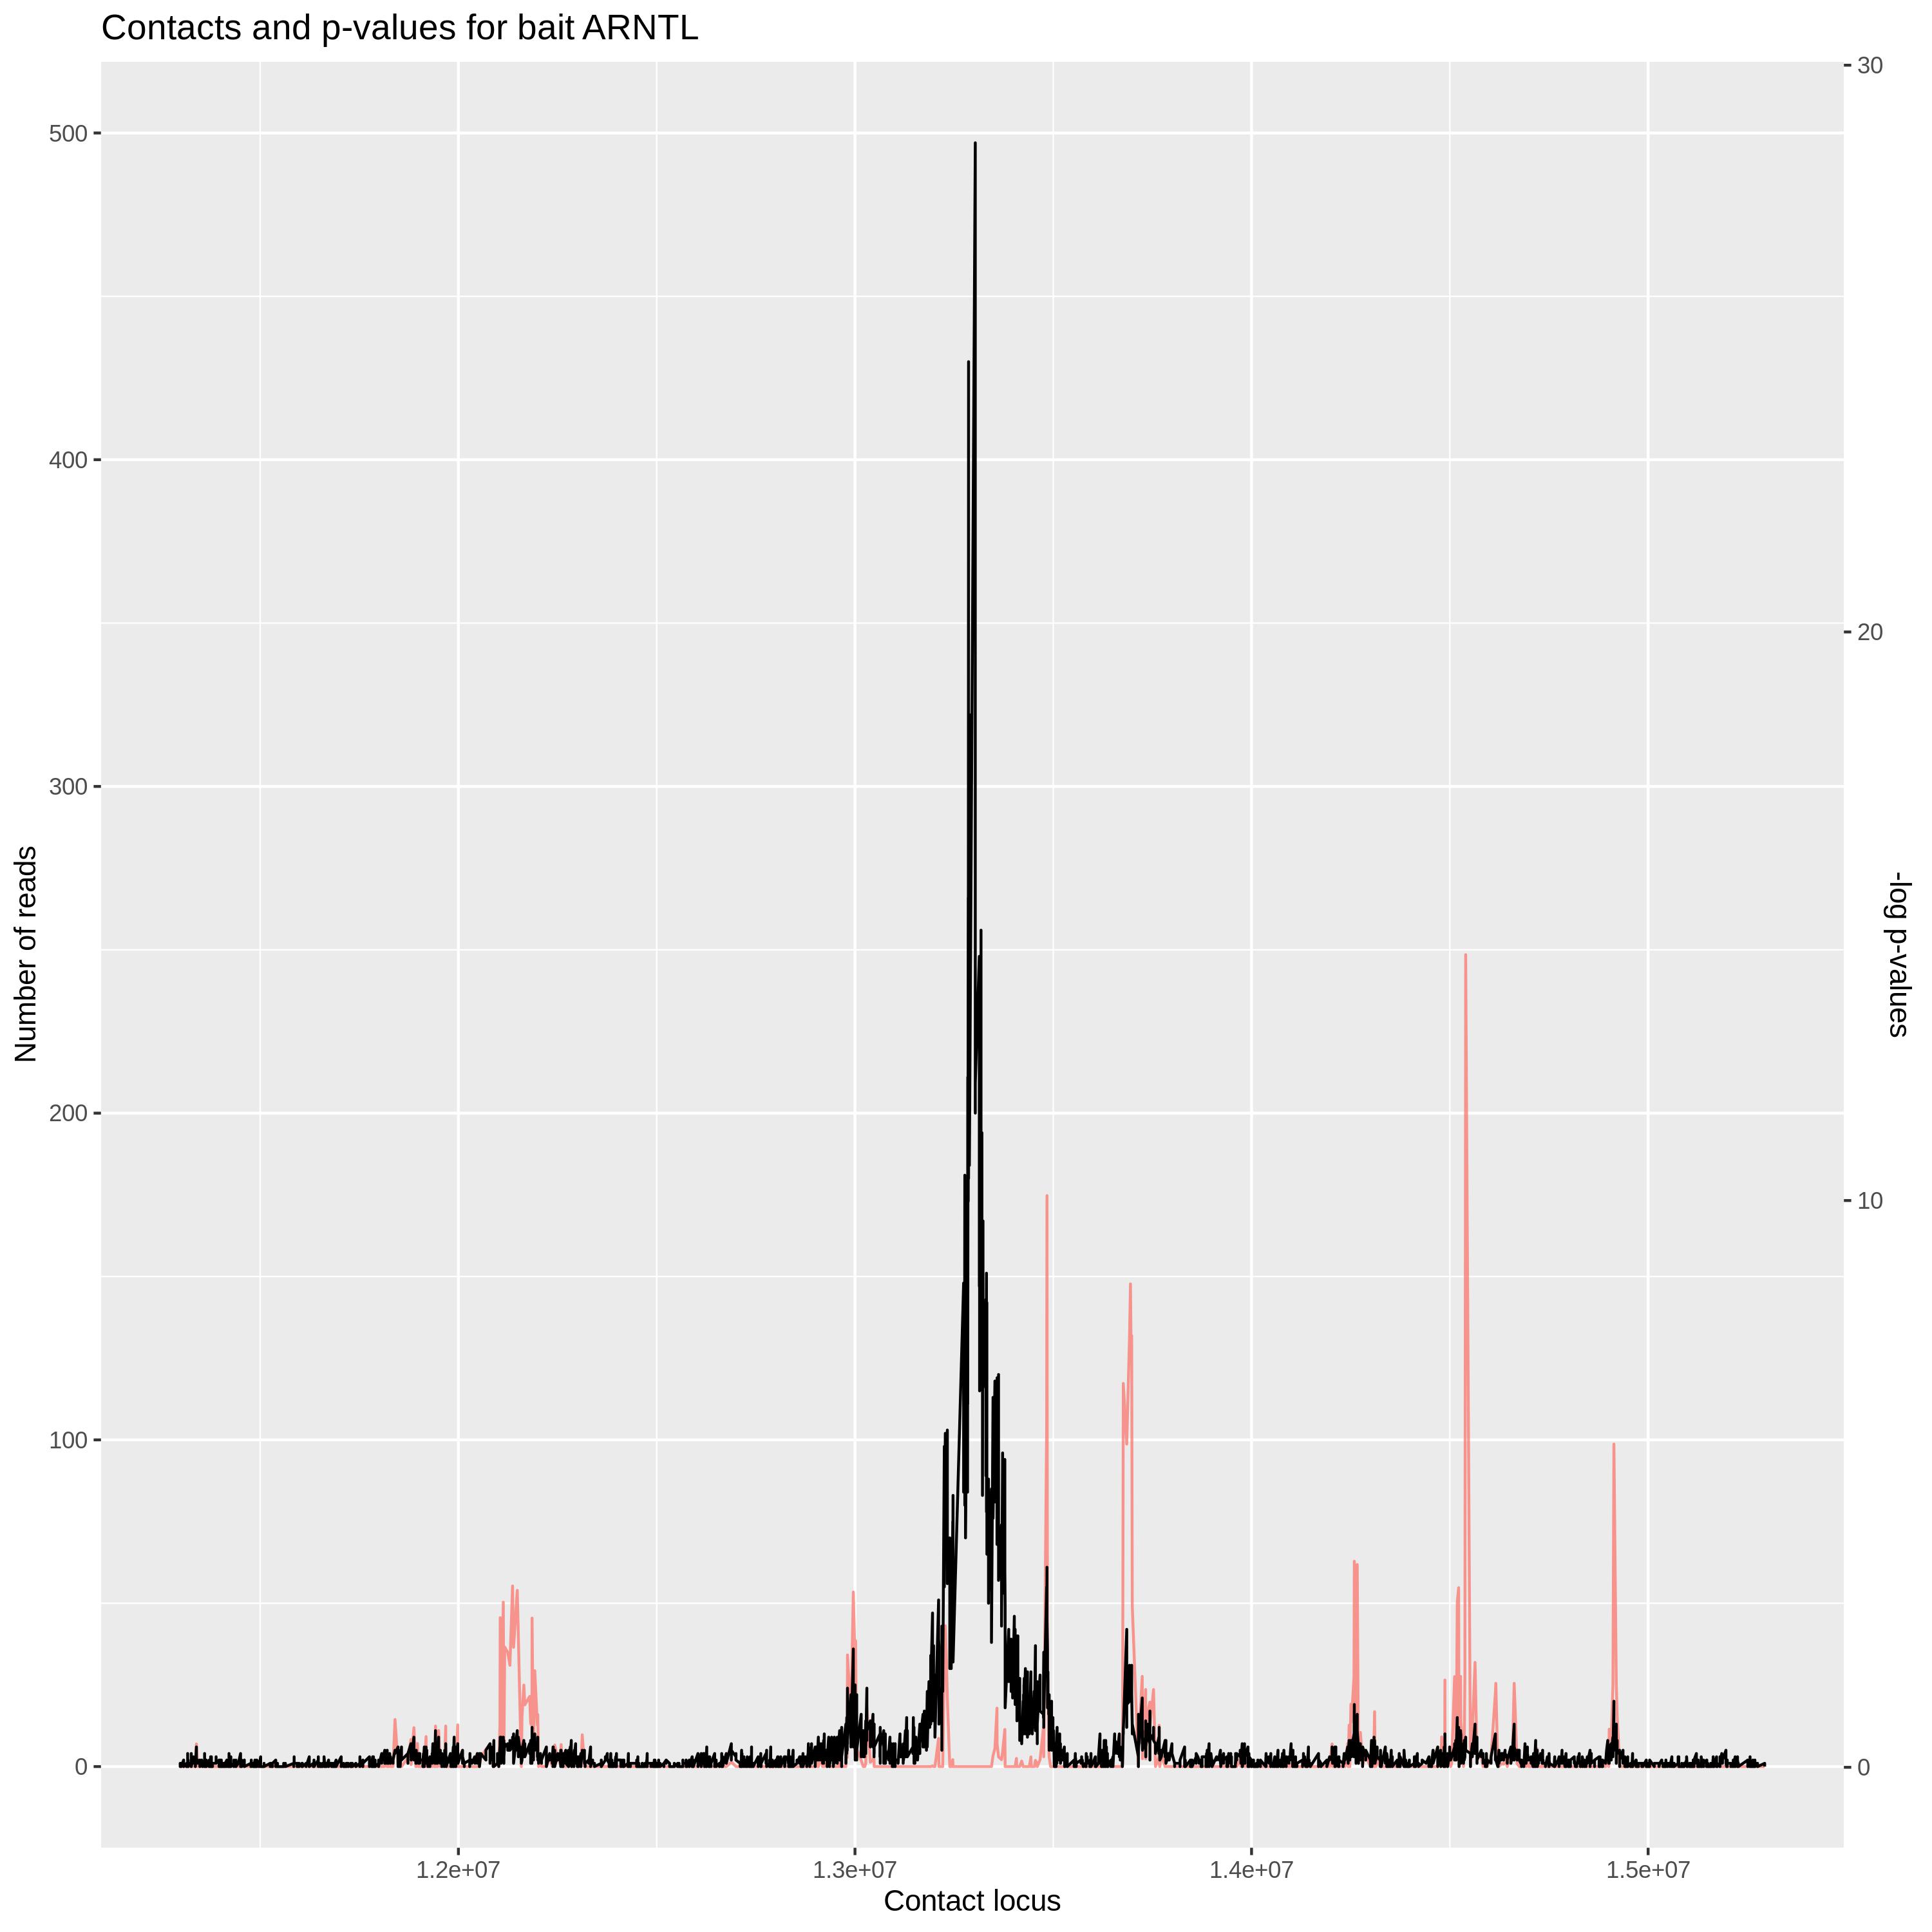 Contacts and p-values for bait ARNTL
500
400
300
200
100
0
Number of reads
30
20
10
0
-log p-values
1.2e+07
1.3e+07
1.4e+07
1.5e+07
Contact locus